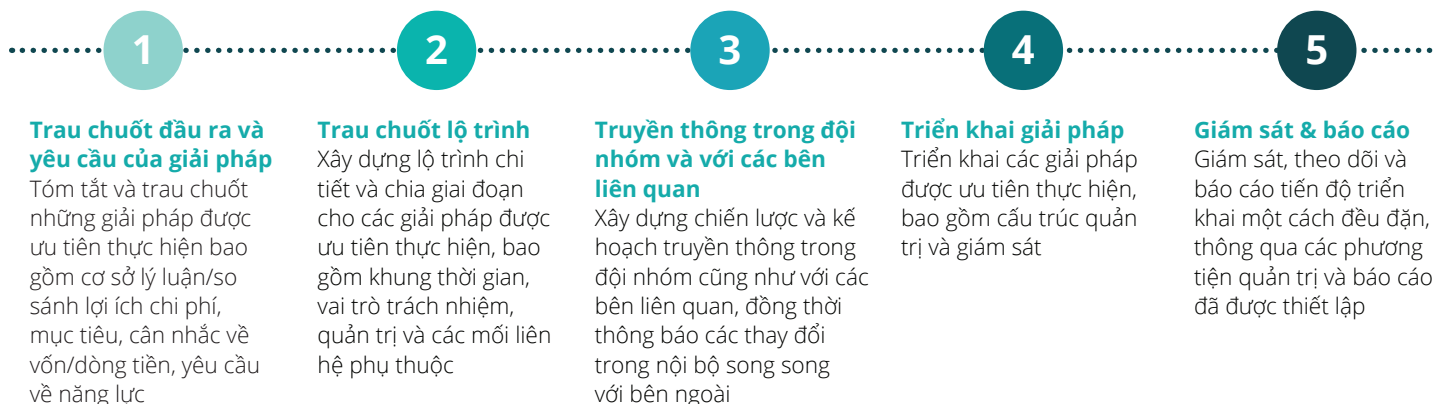 1
Trau chuốt đầu ra và
yêu cầu của giải pháp
Tóm tắt và trau chuốt
những giải pháp được
ưu tiên thực hiện bao
gồm cơ sở lý luận/so
sánh lợi ích chi phí,
mục tiêu, cân nhắc về
vốn/dòng tiền, yêu cầu
về năng lực
2
Trau chuốt lộ trình
Xây dựng lộ trình chi
tiết và chia giai đoạn
cho các giải pháp được
ưu tiên thực hiện, bao
gồm khung thời gian,
vai trò trách nhiệm,
quản trị và các mối liên
hệ phụ thuộc
3
Truyền thông trong đội
nhóm và với các bên
liên quan
Xây dựng chiến lược và kế
hoạch truyền thông trong
đội nhóm cũng như với các
bên liên quan, đồng thời
thông báo các thay đổi
trong nội bộ song song
với bên ngoài
4
Triển khai giải pháp
Triển khai các giải pháp
được ưu tiên thực hiện,
bao gồm cấu trúc quản
trị và giám sát
5
Giám sát & báo cáo
Giám sát, theo dõi và
báo cáo tiến độ triển
khai một cách đều đặn,
thông qua các phương
tiện quản trị và báo cáo
đã được thiết lập